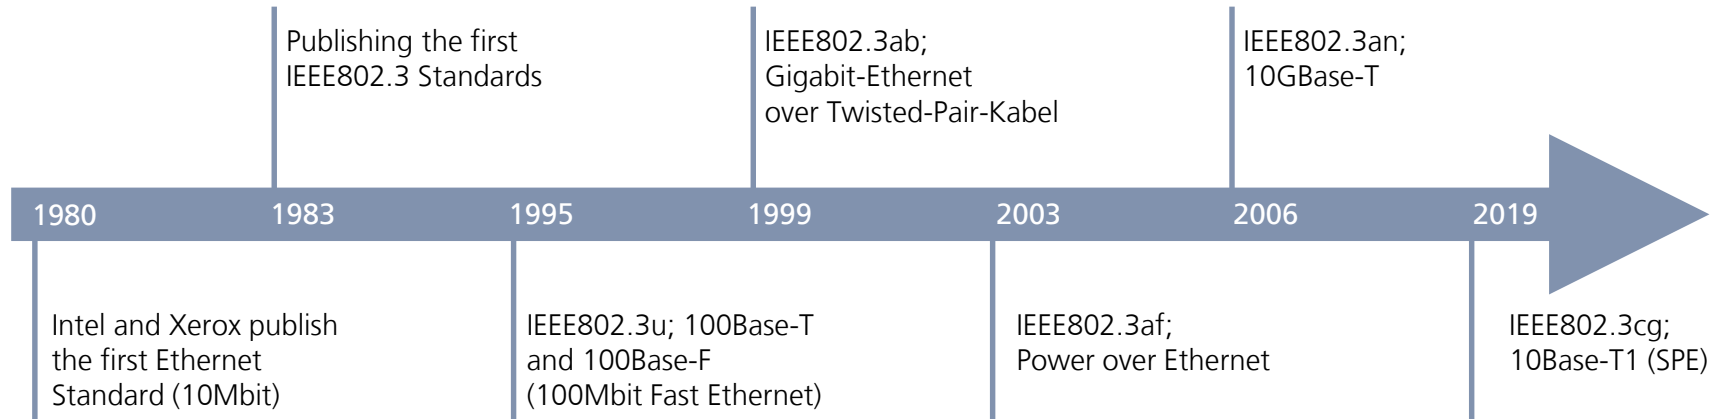 Publishing the first
IEEE802.3 Standards
IEEE802.3ab;
Gigabit-Ethernet
over Twisted-Pair-Kabel
IEEE802.3an;
10GBase-T
1980 1983 1995 1999 2003 2006 2019
Intel and Xerox publish
the first Ethernet
Standard (10Mbit)
IEEE802.3u; 100Base-T
and 100Base-F
(100Mbit Fast Ethernet)
IEEE802.3af;
Power over Ethernet
IEEE802.3cg;
10Base-T1 (SPE)